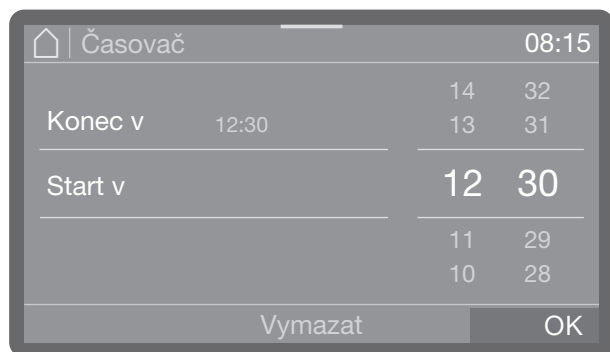 Časovač 08:15
14 32
Konec v 12:30 13 31
Start v 12 30
11 29
10 28
Vymazat OK